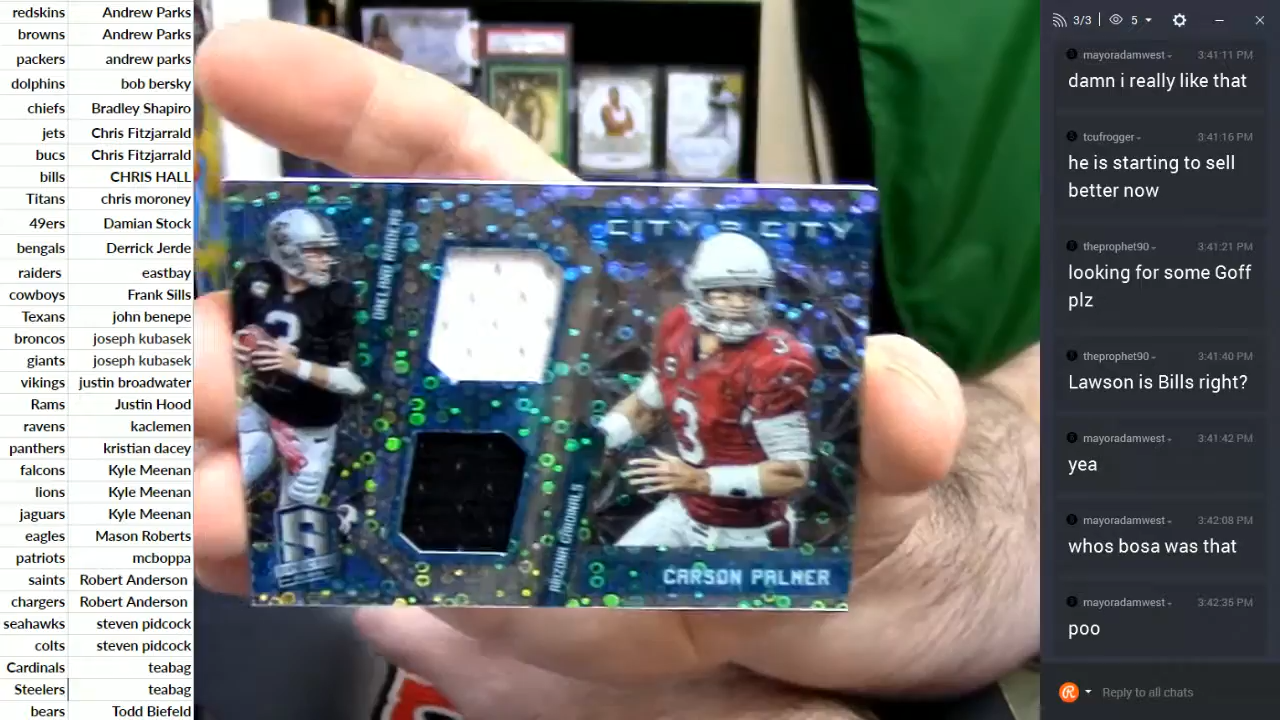 redskins Andrew Parks
browns Andrew Parks
packers andrew parks
dolphins bob bersky
chiefs Bradley Shapiro
jets Chris Fitzjarrald
bucs Chris Fitzjarrald
bills CHRIS HALL
Titans chris moroney
49ers Damian Stock
bengals Derrick Jerde
raiders eastbay
cowboys Frank Sills
Texans john benepe
broncos joseph kubasek
giants joseph kubasek
vikings justin broadwater
Rams Justin Hood
ravens kaclemen
panthers kristian dacey
falcons Kyle Meenan
lions Kyle Meenan
jaguars Kyle Meenan
eagles Mason Roberts
patriots mcboppa
saints Robert Anderson
chargers Robert Anderson
seahawks steven pidcock
colts steven pidcock
Cardinals teabag
Steelers teabag
bears Todd Biefeld
OAKLAND RAIDERS
CITY 2 CITY
3
3
ARIZONA CARDINALS
CARSON PALMER
3/3 5
mayoradamwest 3:41:11 PM
damn i really like that
tcufrogger 3:41:16 PM
he is starting to sell
better now
theprophet90 3:41:21 PM
looking for some Goff
plz
theprophet90 3:41:40 PM
Lawson is Bills right?
mayoradamwest 3:41:42 PM
yea
mayoradamwest 3:42:08 PM
whos bosa was that
mayoradamwest 3:42:35 PM
poo
Reply to all chats